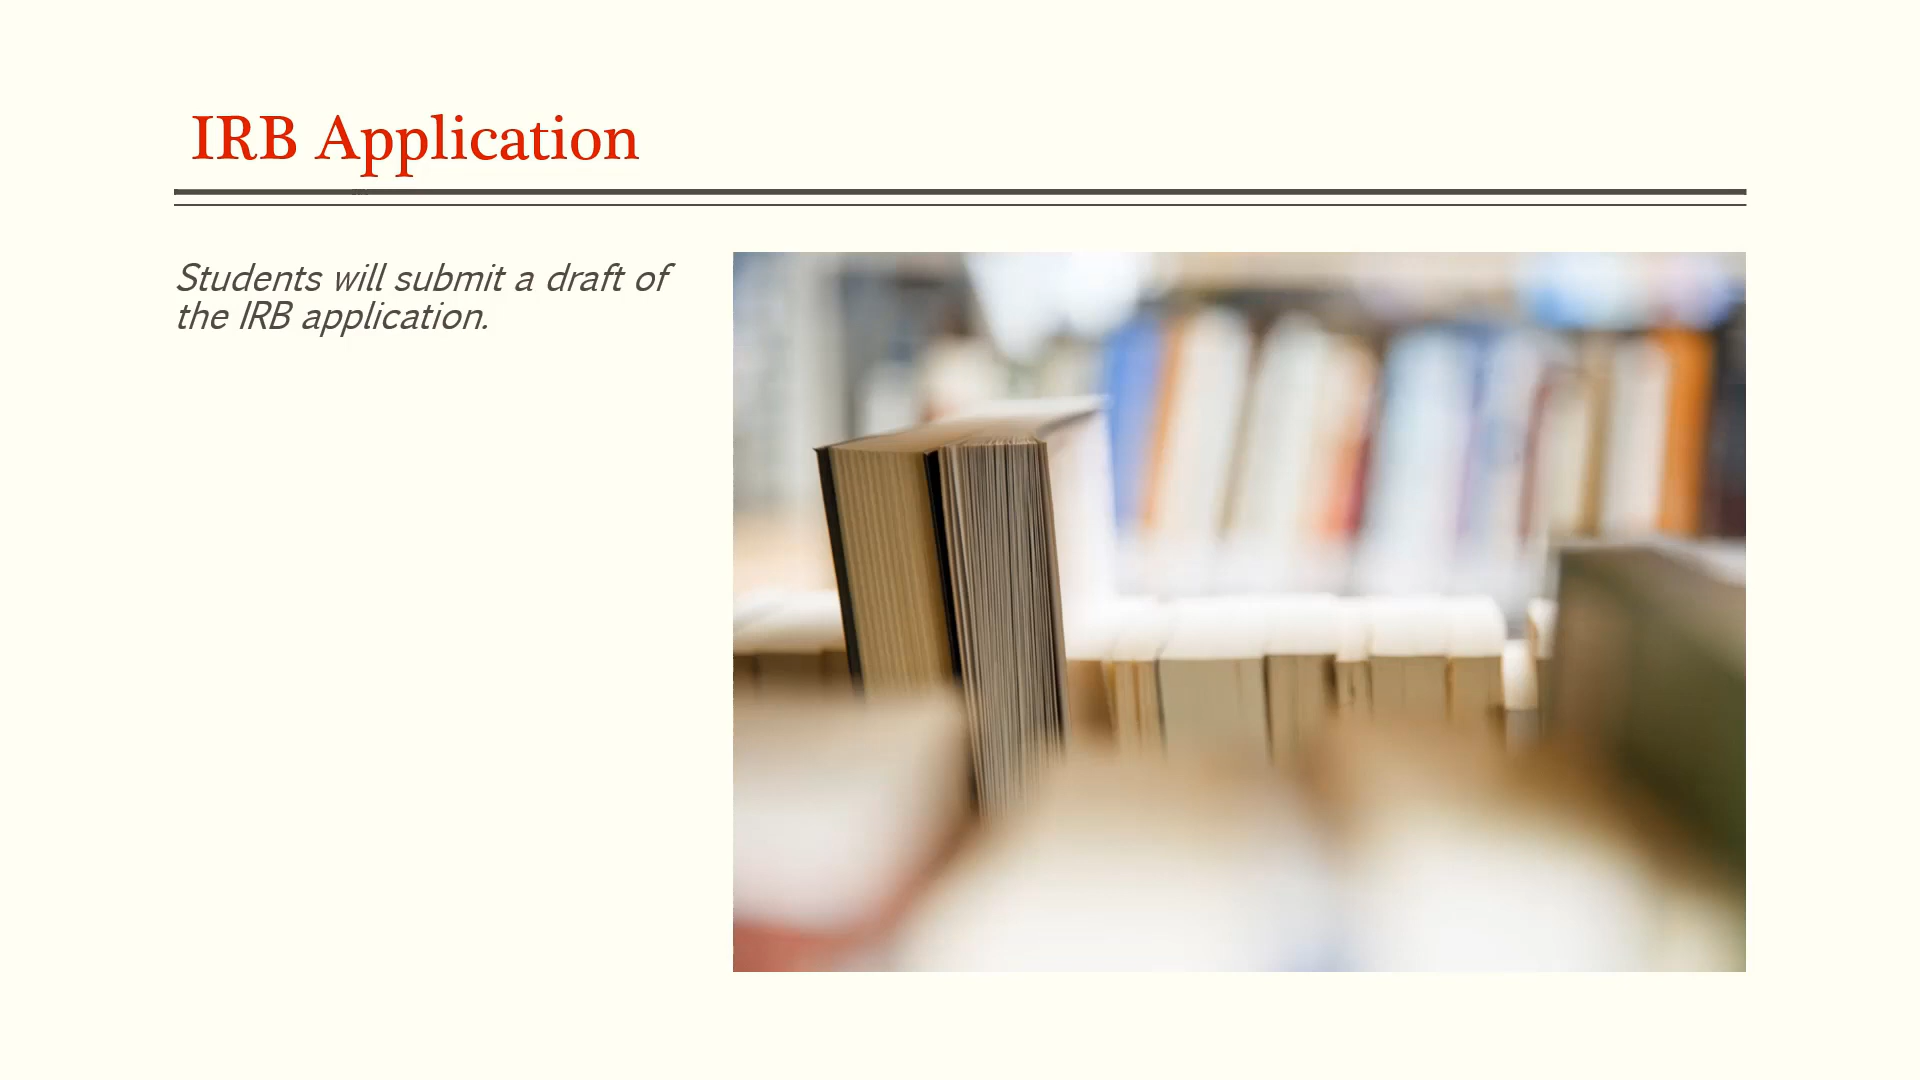 IRB Application
Students will submit a draft of
the IRB application.